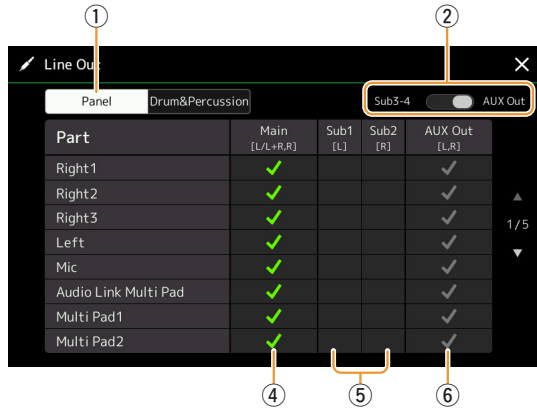 ① ②
Line Out
Panel Drum&Percussion Sub3-4 AUX Out
Part Main Sub1 Sub2 AUX Out
[L/L+R,R] [L] [R] [L,R]
Right1
Right2
Right3
1/5
Left
Mic
Audio Link Multi Pad
Multi Pad1
Multi Pad2
④ ⑤ ⑥